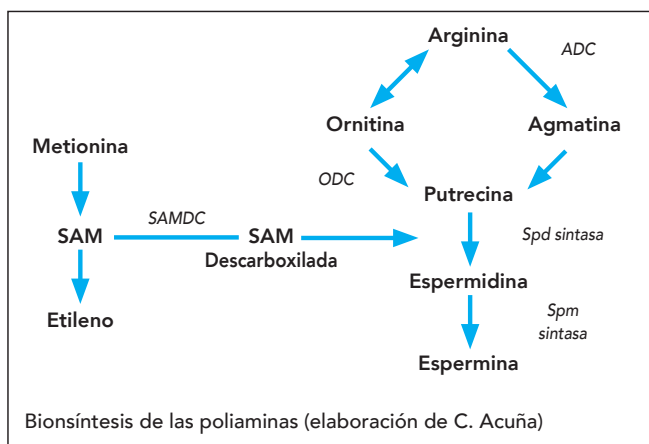 Arginina
ADC
Ornitina
Agmatina
Metionina
ODC
Putrecina
SAMDC
SAM
SAM
Descarboxilada
Spd sintasa
Espermidina
Etileno
Spm
sintasa
Espermina
Bionsíntesis de las poliaminas (elaboración de C. Acuña)